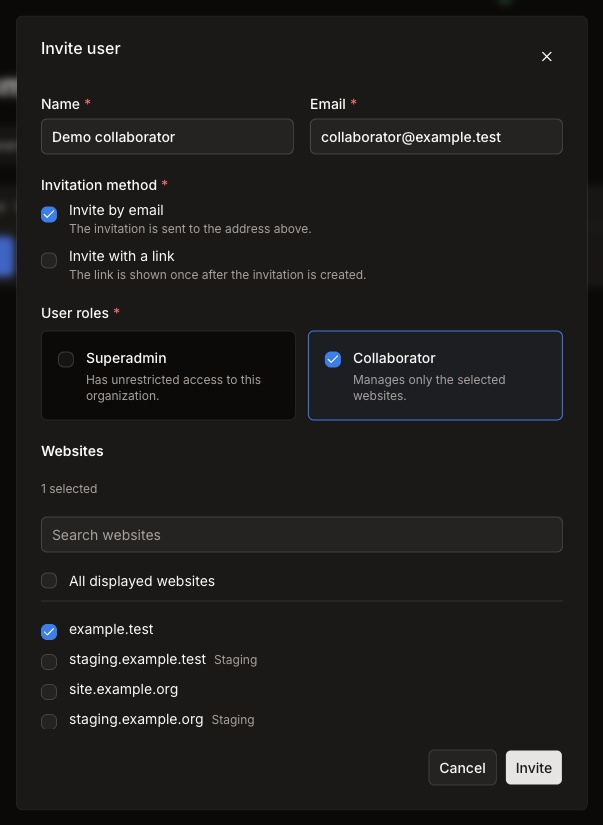 Invite user
Name *
Email *
Demo collaborator
collaborator@example.test
Invitation method *
Invite by email
The invitation is sent to the address above.
Invite with a link
The link is shown once after the invitation is created.
User roles *
Superadmin
Has unrestricted access to this
organization.
Collaborator
Manages only the selected
websites.
Websites
1 selected
Search websites
All displayed websites
example.test
staging.example.test Staging
site.example.org
staging.example.org Staging
Cancel
Invite